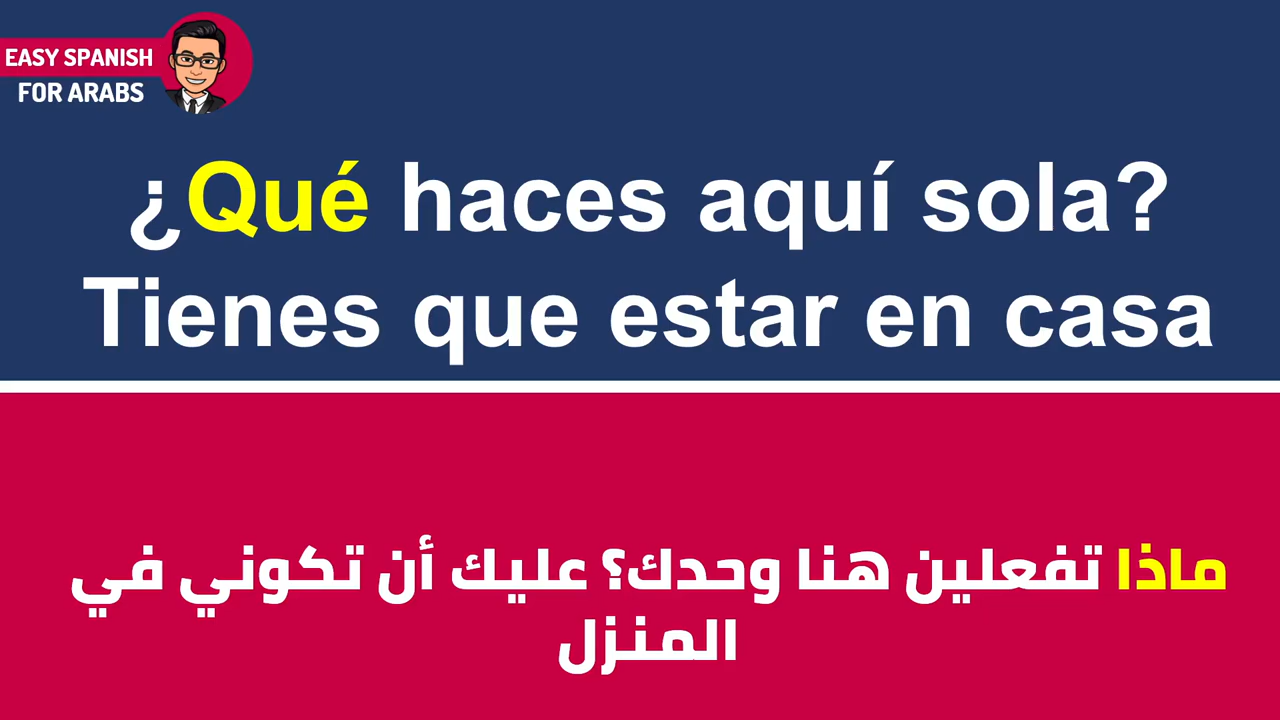 EASY SPANISH
FOR ARABS
¿Qué haces aquí sola?
Tienes que estar en casa
ماذا تفعلين هنا وحدك؟ عليك أن تكوني في
المنزل